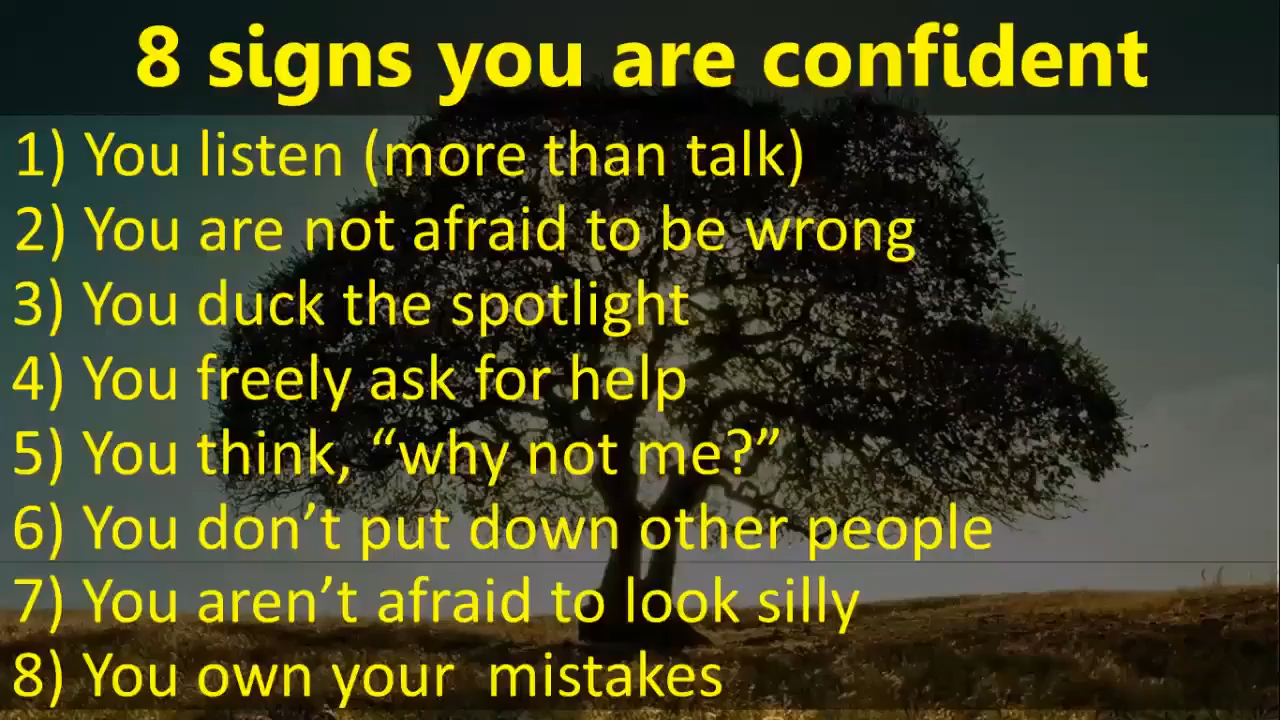 8 signs you are confident
1) You listen (more than talk)
2) You are not afraid to be wrong
3) You duck the spotlight
4) You freely ask for help
5) You think, “why not me?”
6) You don’t put down other people
7) You aren’t afraid to look silly
8) You own your  mistakes